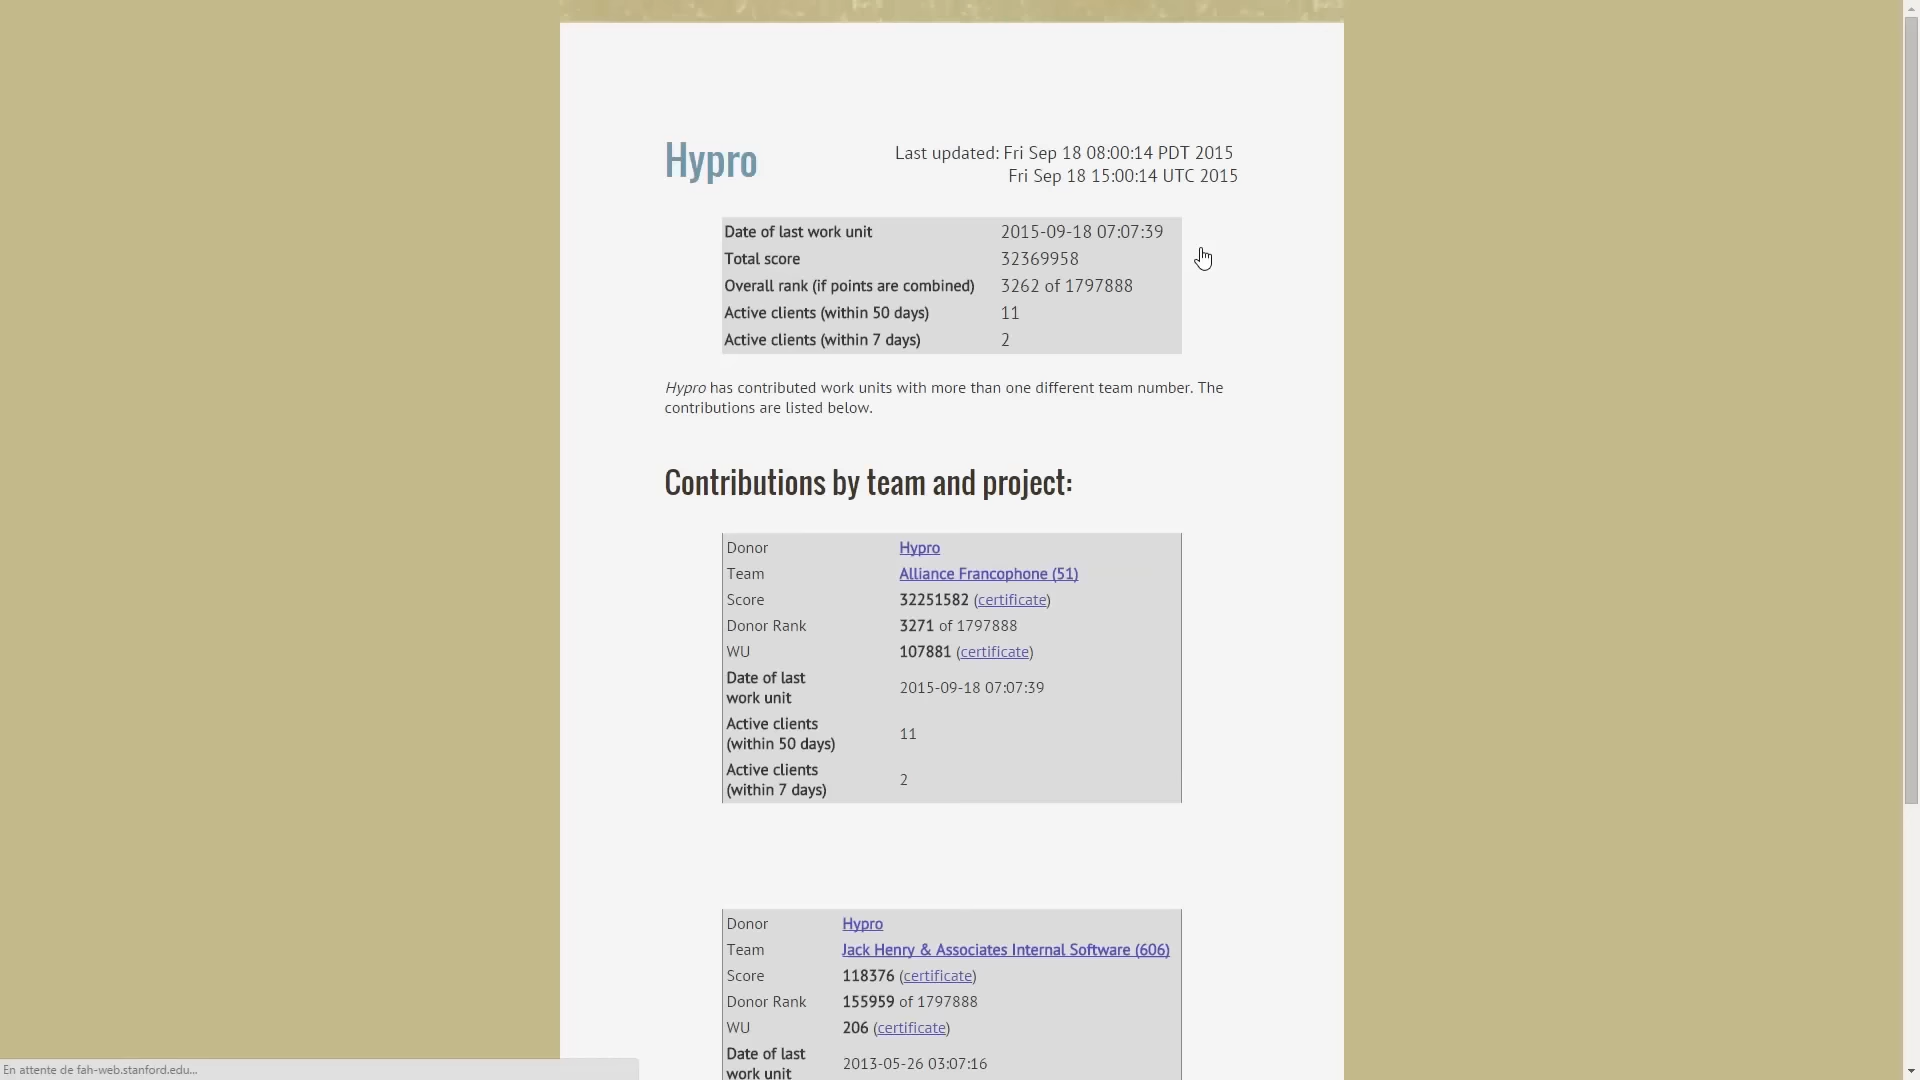 Hypro
Last updated: Fri Sep 18 08:00:14 PDT 2015
Fri Sep 18 15:00:14 UTC 2015
Date of last work unit 2015-09-18 07:07:39
Total score 32369958
Overall rank (if points are combined) 3262 of 1797888
Active clients (within 50 days) 11
Active clients (within 7 days) 2
Hypro has contributed work units with more than one different team number. The
contributions are listed below.
Contributions by team and project:
Donor Hypro
Team Alliance Francophone (51)
Score 32251582 (certificate)
Donor Rank 3271 of 1797888
WU 107881 (certificate)
Date of last
work unit 2015-09-18 07:07:39
Active clients
(within 50 days) 11
Active clients
(within 7 days) 2
Donor Hypro
Team Jack Henry & Associates Internal Software (606)
Score 118376 (certificate)
Donor Rank 155959 of 1797888
WU 206 (certificate)
Date of last
work unit 2013-05-26 03:07:16
En attente de fah-web.stanford.edu...